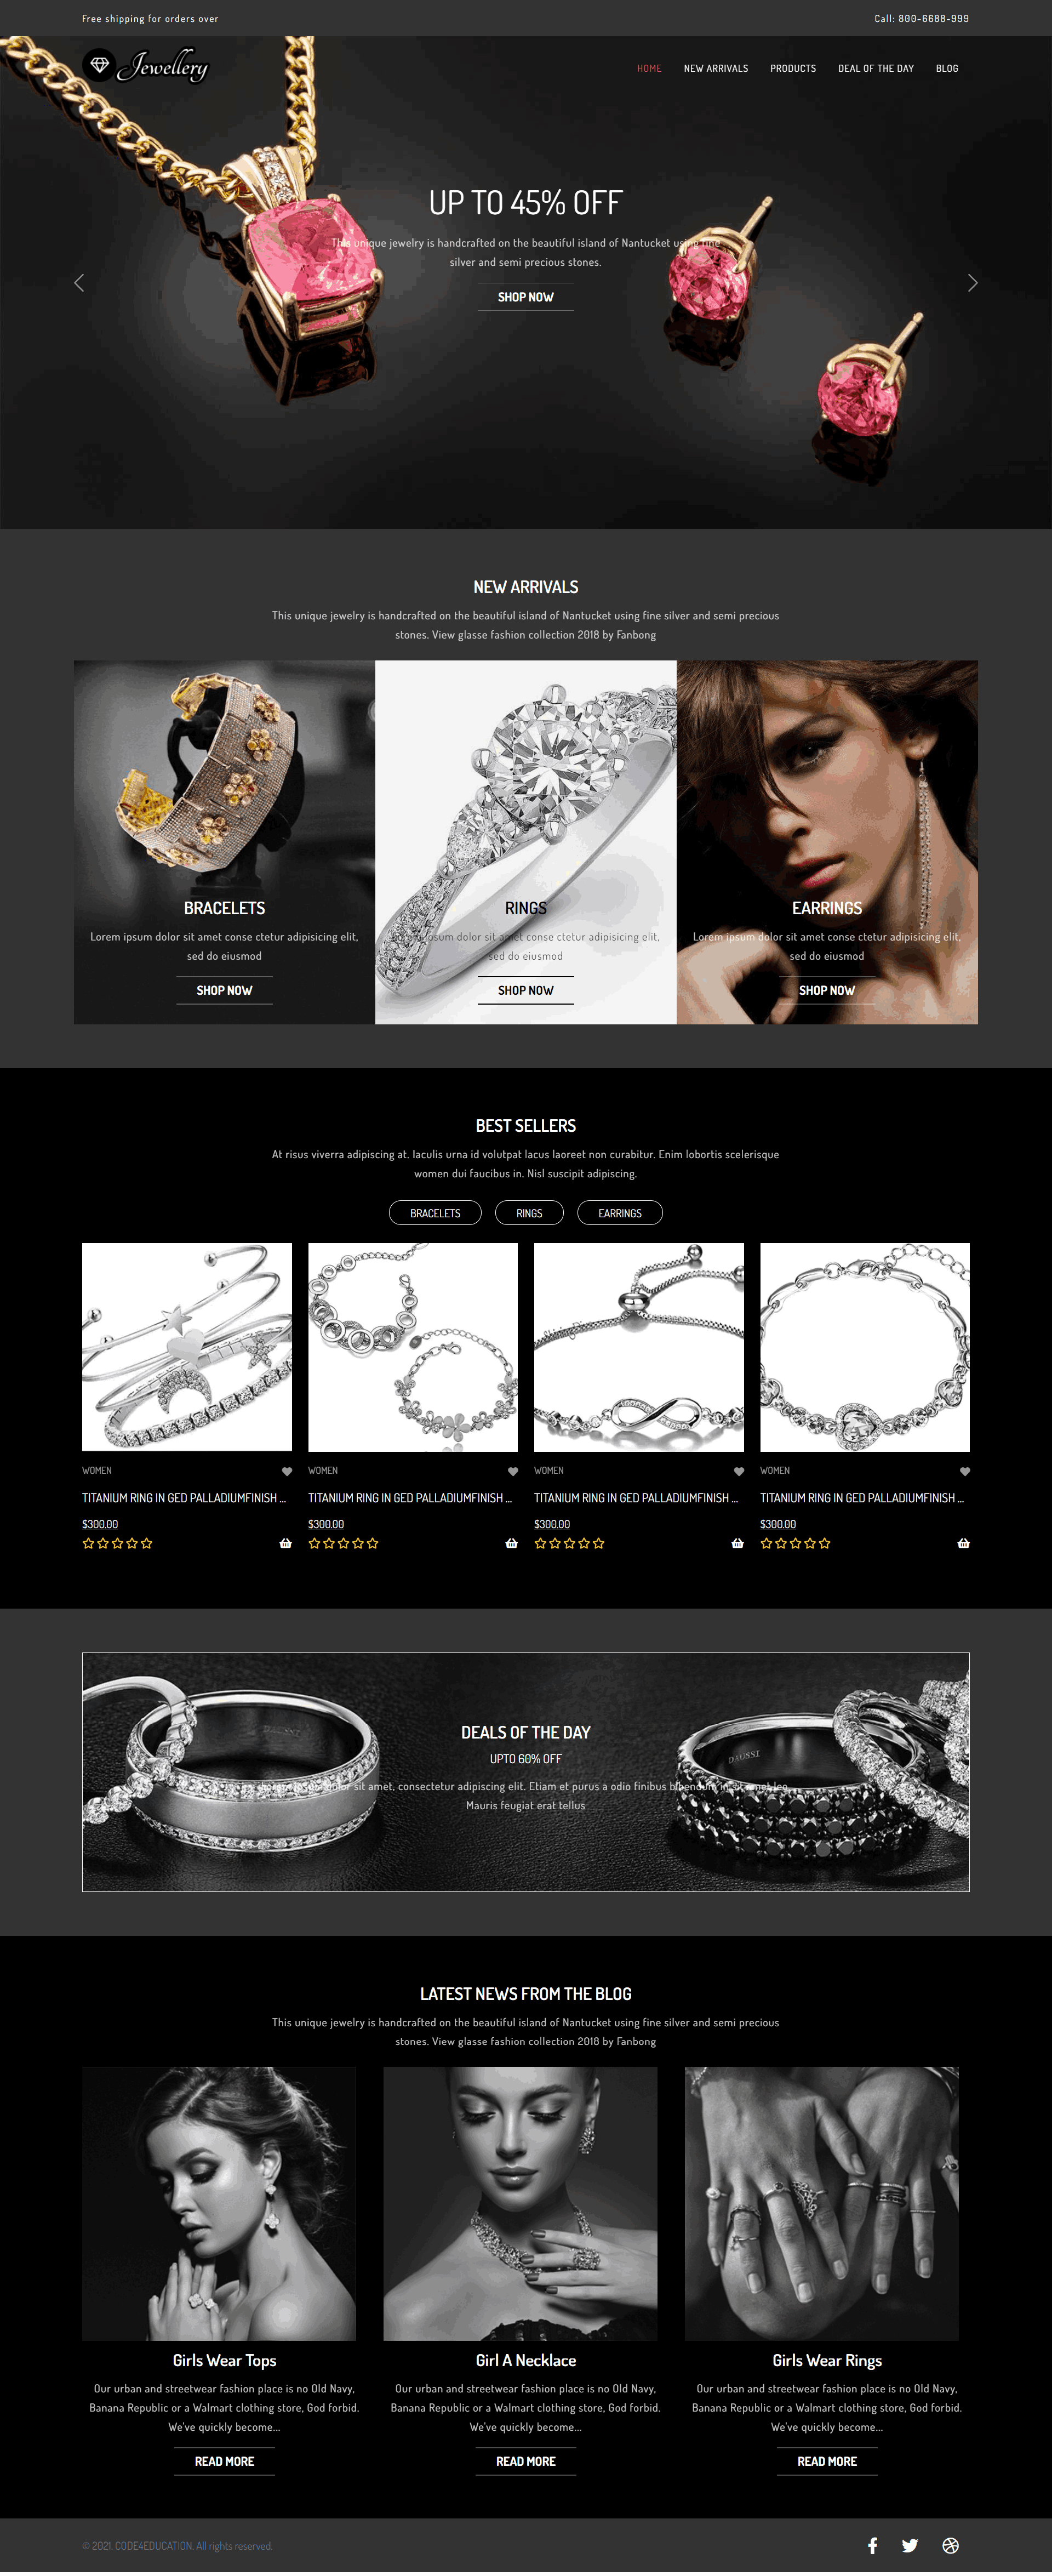 Free shipping for orders over
Call: 800-6688-999
Jewellery
HOME NEW ARRIVALS PRODUCTS DEAL OF THE DAY BLOG
UP TO 45% OFF
This unique jewelry is handcrafted on the beautiful island of Nantucket using fine
silver and semi precious stones.
SHOP NOW
NEW ARRIVALS
This unique jewelry is handcrafted on the beautiful island of Nantucket using fine silver and semi precious
stones. View glasse fashion collection 2018 by Fanbong
BRACELETS
Lorem ipsum dolor sit amet conse ctetur adipisicing elit,
sed do eiusmod
SHOP NOW
RINGS
Lorem ipsum dolor sit amet conse ctetur adipisicing elit,
sed do eiusmod
SHOP NOW
EARRINGS
Lorem ipsum dolor sit amet conse ctetur adipisicing elit,
sed do eiusmod
SHOP NOW
BEST SELLERS
At risus viverra adipiscing at. Iaculis urna id volutpat lacus laoreet non curabitur. Enim lobortis scelerisque
women dui faucibus in. Nisl suscipit adipiscing.
BRACELETS RINGS EARRINGS
WOMEN
TITANIUM RING IN GED PALLADIUMFINISH ...
$300.00
WOMEN
TITANIUM RING IN GED PALLADIUMFINISH ...
$300.00
WOMEN
TITANIUM RING IN GED PALLADIUMFINISH ...
$300.00
WOMEN
TITANIUM RING IN GED PALLADIUMFINISH ...
$300.00
DAUSSI
DEALS OF THE DAY
UPTO 60% OFF
dolor sit amet, consectetur adipiscing elit. Etiam et purus a odio finibus bibendum in sit amet leo.
Mauris feugiat erat tellus
LATEST NEWS FROM THE BLOG
This unique jewelry is handcrafted on the beautiful island of Nantucket using fine silver and semi precious
stones. View glasse fashion collection 2018 by Fanbong
Girls Wear Tops
Our urban and streetwear fashion place is no Old Navy,
Banana Republic or a Walmart clothing store, God forbid.
We've quickly become...
READ MORE
Girl A Necklace
Our urban and streetwear fashion place is no Old Navy,
Banana Republic or a Walmart clothing store, God forbid.
We've quickly become...
READ MORE
Girls Wear Rings
Our urban and streetwear fashion place is no Old Navy,
Banana Republic or a Walmart clothing store, God forbid.
We've quickly become...
READ MORE
© 2021. CODE4EDUCATION. All rights reserved.